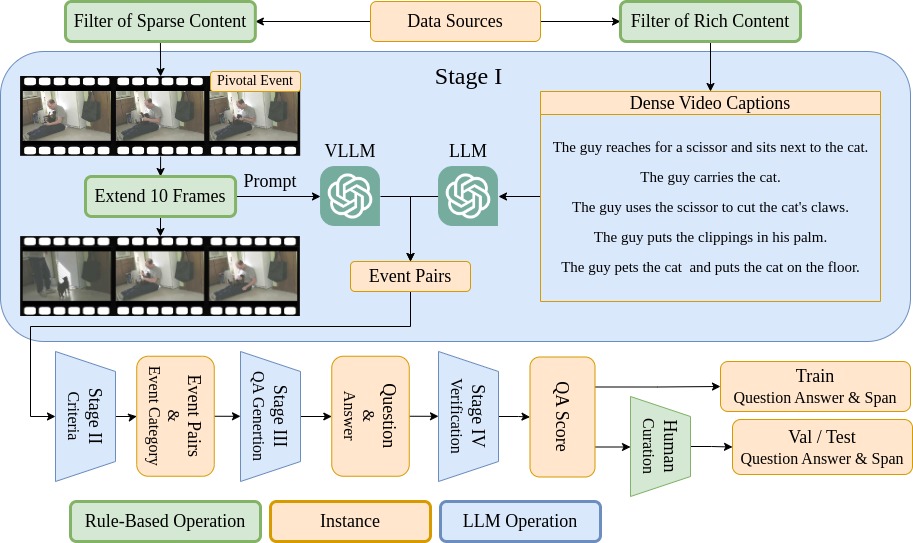 Filter of Sparse Content
Data Sources
Filter of Rich Content
Stage I
Pivotal Event
Dense Video Captions
The guy reaches for a scissor and sits next to the cat.
The guy carries the cat.
The guy uses the scissor to cut the cat's claws.
The guy puts the clippings in his palm.
The guy pets the cat and puts the cat on the floor.
VLLM
LLM
Extend 10 Frames
Prompt
Event Pairs
Stage II
Criteria
Event Pairs
&
Event Category
Stage III
QA Genertion
Question
&
Answer
Stage IV
Verification
QA Score
Human
Curation
Train
Question Answer & Span
Val / Test
Question Answer & Span
Rule-Based Operation
Instance
LLM Operation